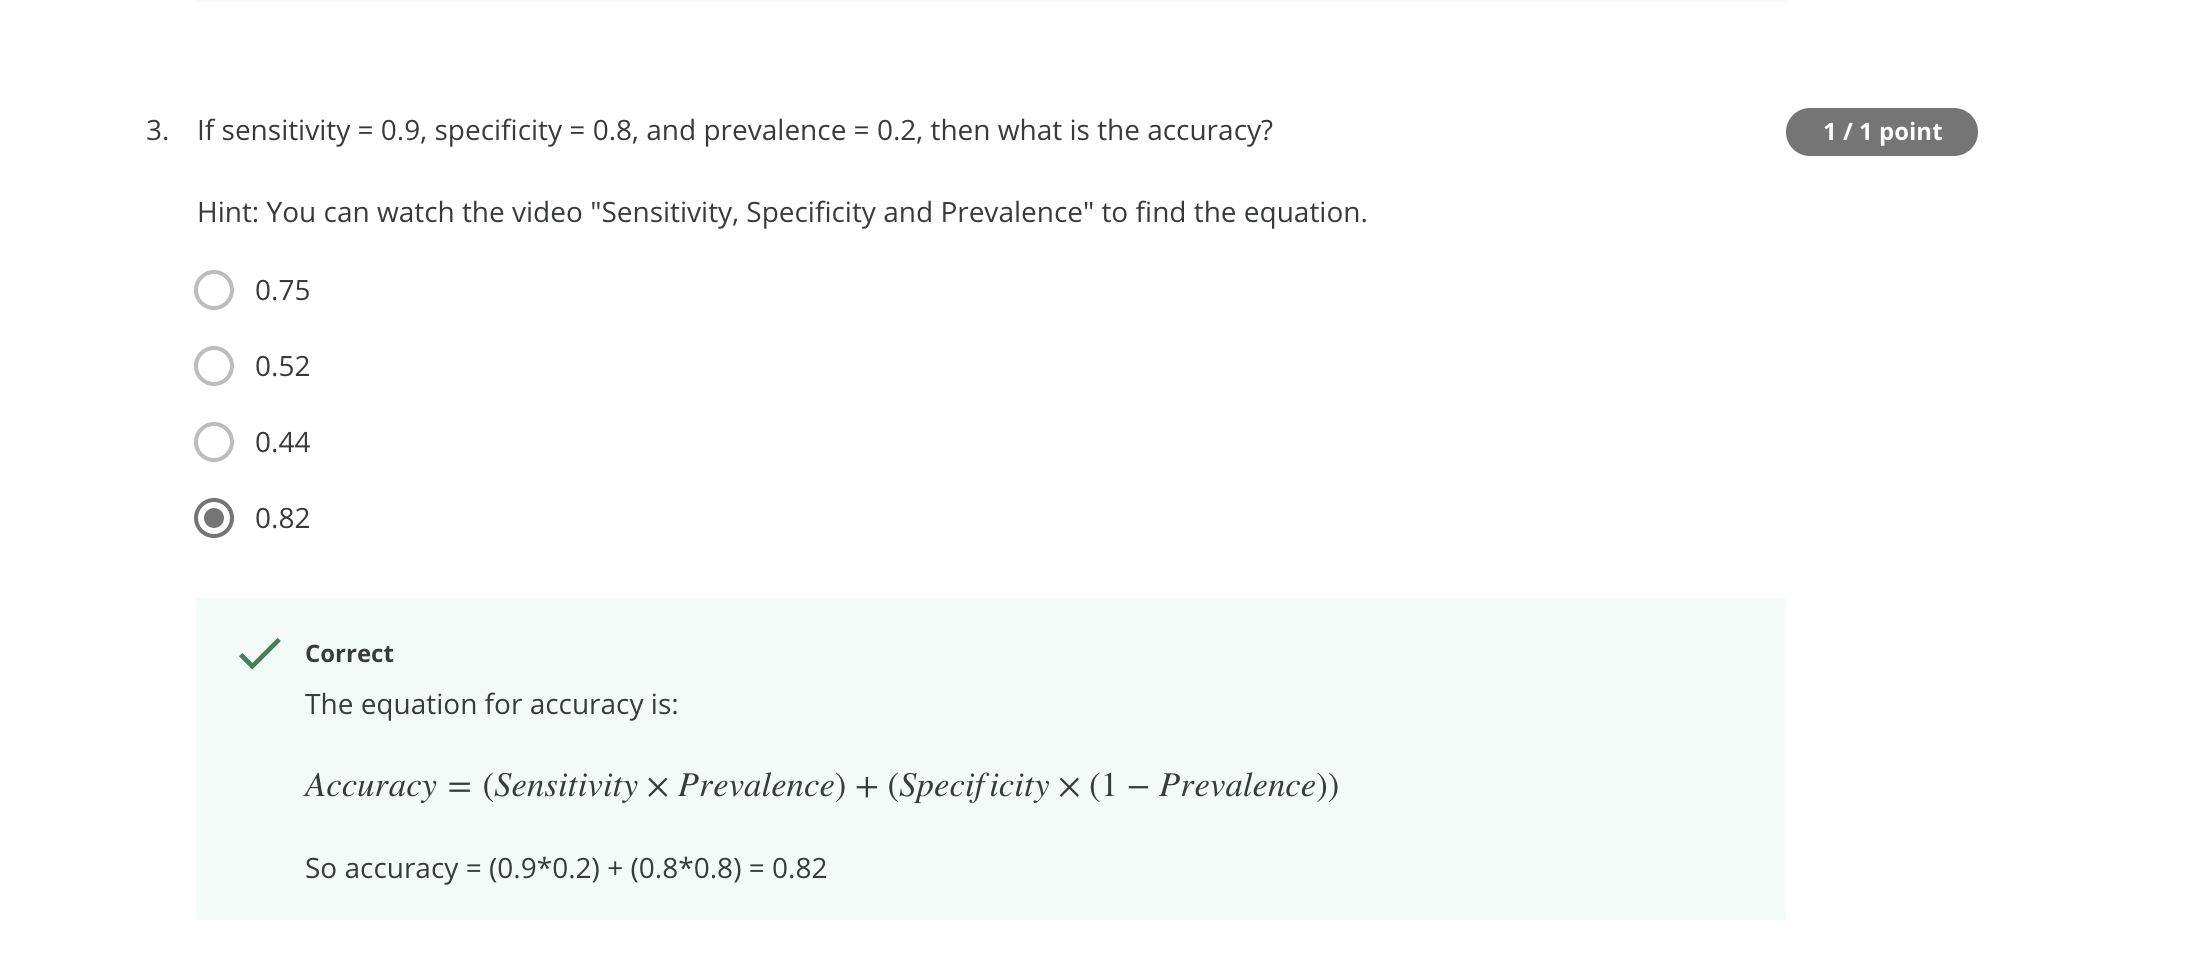 3. If sensitivity = 0.9, specificity = 0.8, and prevalence = 0.2, then what is the accuracy?
1 / 1 point
Hint: You can watch the video "Sensitivity, Specificity and Prevalence" to find the equation.
0.75
0.52
0.44
0.82
Correct
The equation for accuracy is:
Accuracy = (Sensitivity × Prevalence) + (Specificity × (1 − Prevalence))
So accuracy = (0.9*0.2) + (0.8*0.8) = 0.82